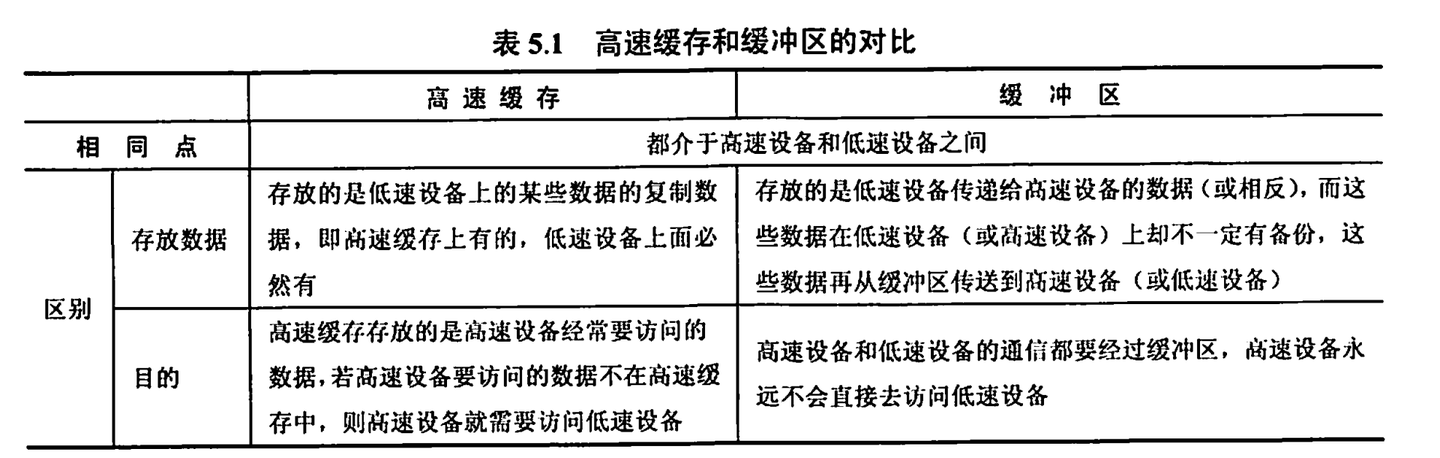 表 5.1 高速缓存和缓冲区的对比
高速缓存
缓冲区
相同点
都介于高速设备和低速设备之间
区别
存放数据
存放的是低速设备上的某些数据的复制数
据，即高速缓存上有的，低速设备上面必
然有
存放的是低速设备传递给高速设备的数据（或相反），而这
些数据在低速设备（或高速设备）上却不一定有备份，这
些数据再从缓冲区传送到高速设备（或低速设备）
目的
高速缓存存放的是高速设备经常要访问的
数据，若高速设备要访问的数据不在高速缓
存中，则高速设备就需要访问低速设备
高速设备和低速设备的通信都要经过缓冲区，高速设备永
远不会直接去访问低速设备